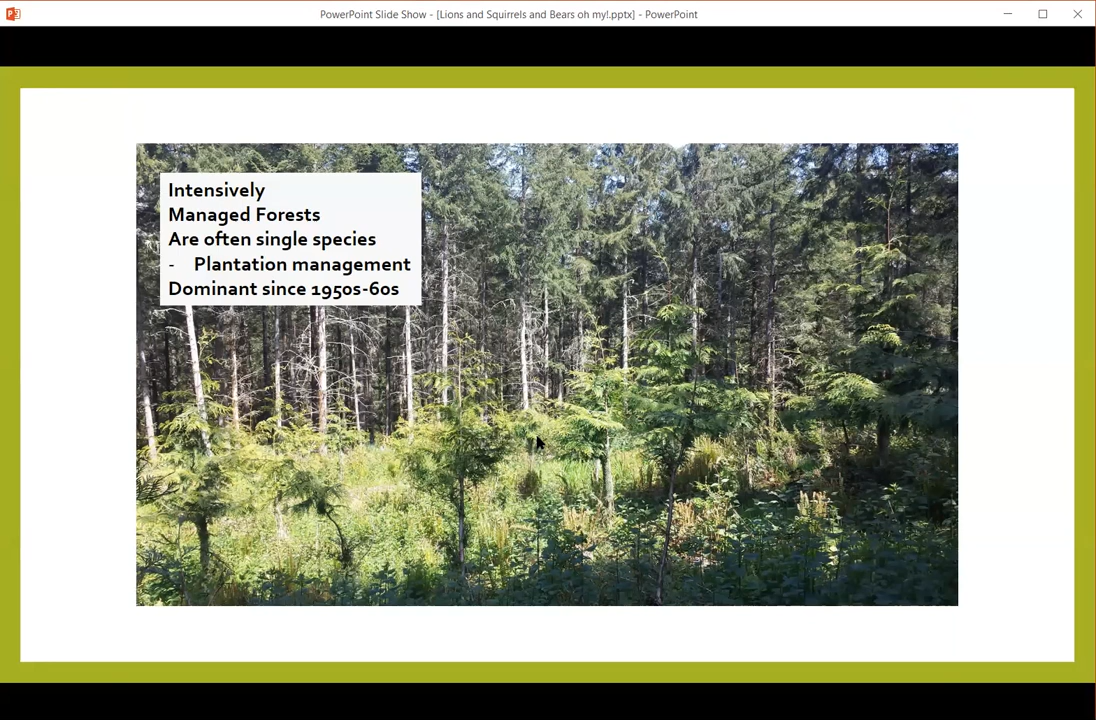 PowerPoint Slide Show - [Lions and Squirrels and Bears oh my!.pptx] - PowerPoint
Intensively
Managed Forests
Are often single species
- Plantation management
Dominant since 1950s-60s